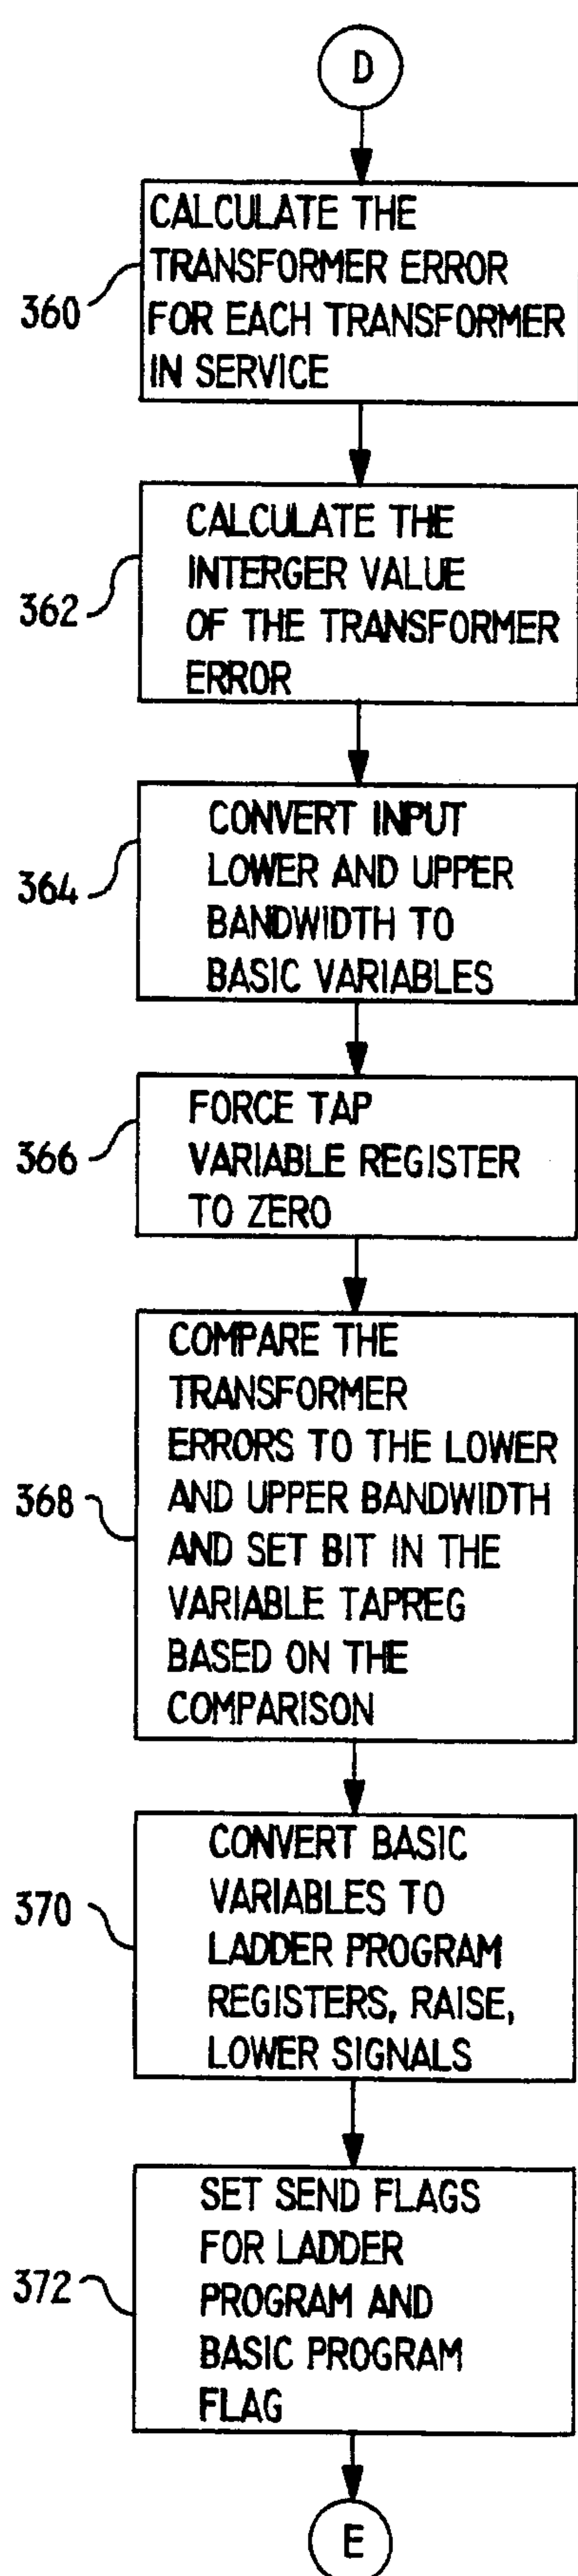 D
CALCULATE THE
TRANSFORMER ERROR
FOR EACH TRANSFORMER
IN SERVICE
360
CALCULATE THE
INTERGER VALUE
OF THE TRANSFORMER
ERROR
362
CONVERT INPUT
LOWER AND UPPER
BANDWIDTH TO
BASIC VARIABLES
364
FORCE TAP
VARIABLE REGISTER
TO ZERO
366
COMPARE THE
TRANSFORMER
ERRORS TO THE LOWER
AND UPPER BANDWIDTH
AND SET BIT IN THE
VARIABLE TAPREG
BASED ON THE
COMPARISON
368
CONVERT BASIC
VARIABLES TO
LADDER PROGRAM
REGISTERS, RAISE,
LOWER SIGNALS
370
SET SEND FLAGS
FOR LADDER
PROGRAM AND
BASIC PROGRAM
FLAG
372
E